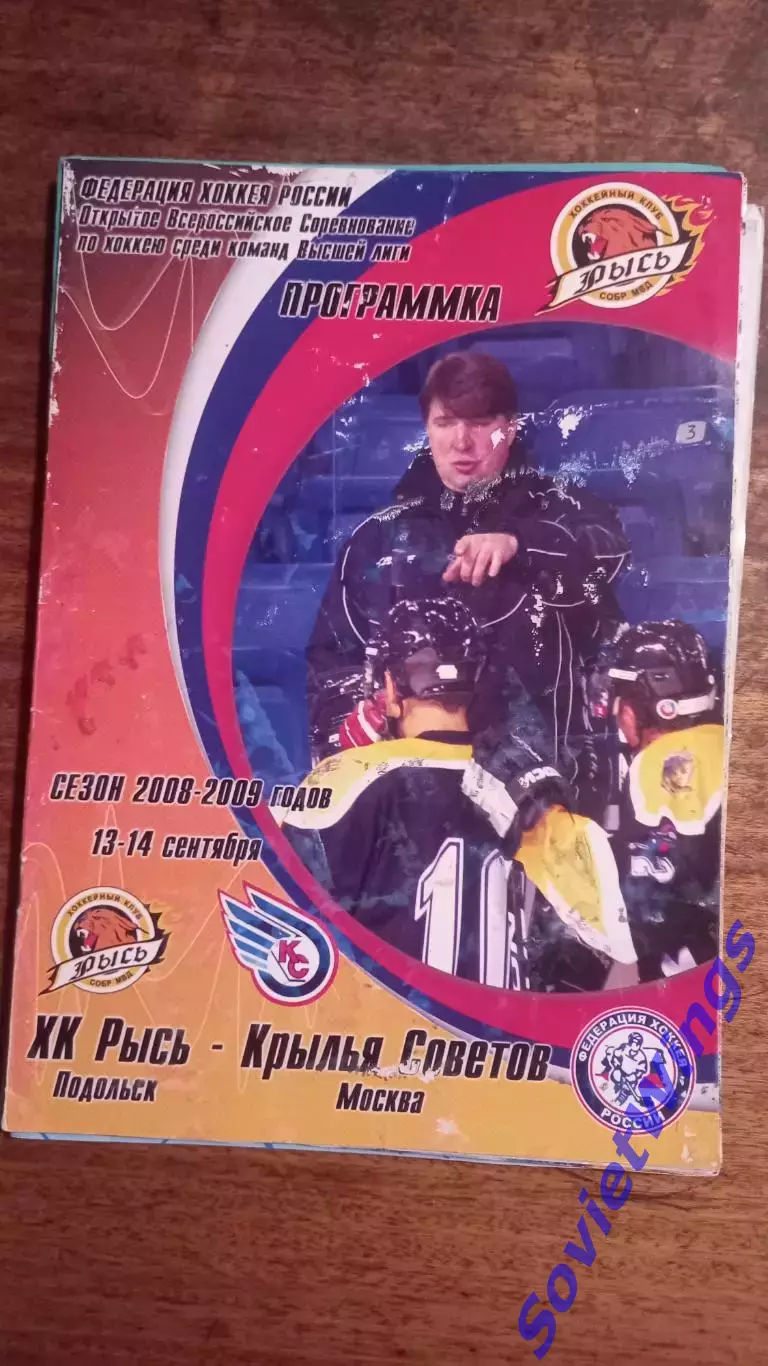 ФЕДЕРАЦИЯ ХОККЕЯ РОССИИ
Открытое Всероссийское Соревнование
по хоккею среди команд Высшей лиги
ПРОГРАММКА
ХОККЕЙНЫЙ КЛУБ
РЫСЬ
СОБР МВД
3
СЕЗОН 2008-2009 годов
13-14 сентября
ХОККЕЙНЫЙ КЛУБ
РЫСЬ
СОБР МВД
КС
ХК Рысь - Крылья Советов
Подольск
Москва
ФЕДЕРАЦИЯ ХОККЕЯ
РОССИИ
Sovietwings